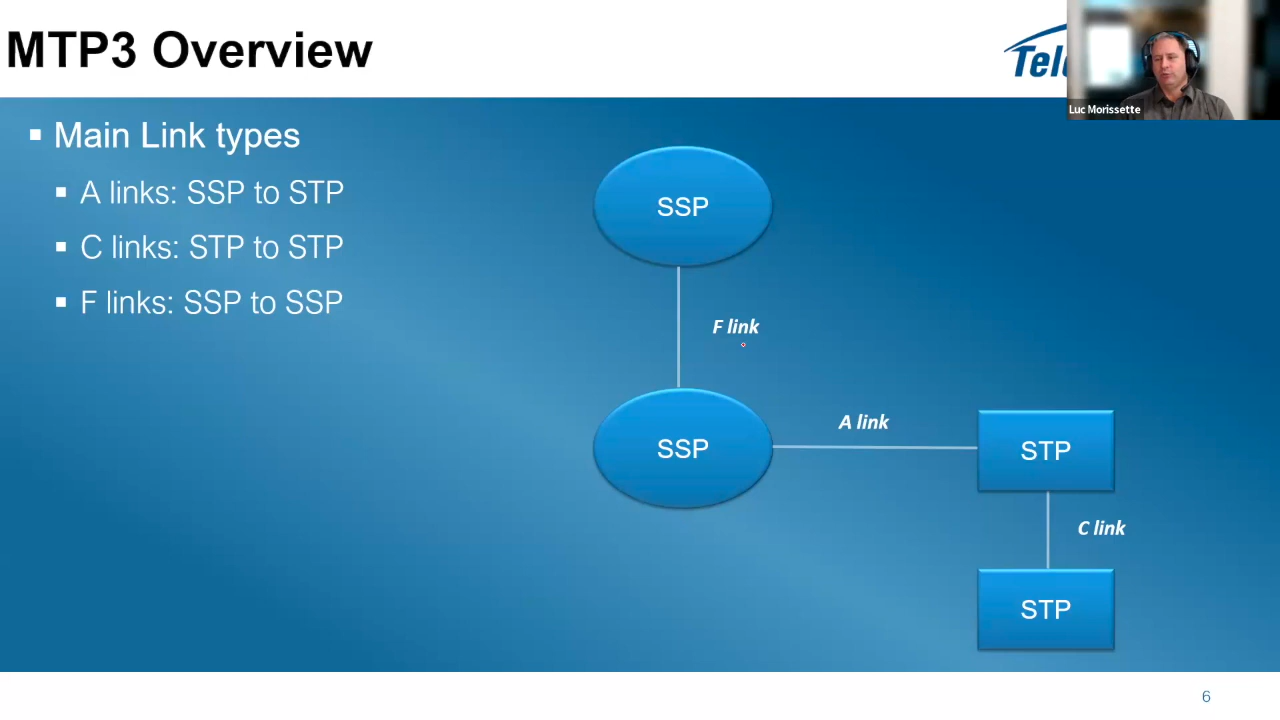 MTP3 Overview
Luc Morissette
Main Link types
A links: SSP to STP
C links: STP to STP
F links: SSP to SSP
SSP
F link
SSP
A link
STP
C link
STP
6